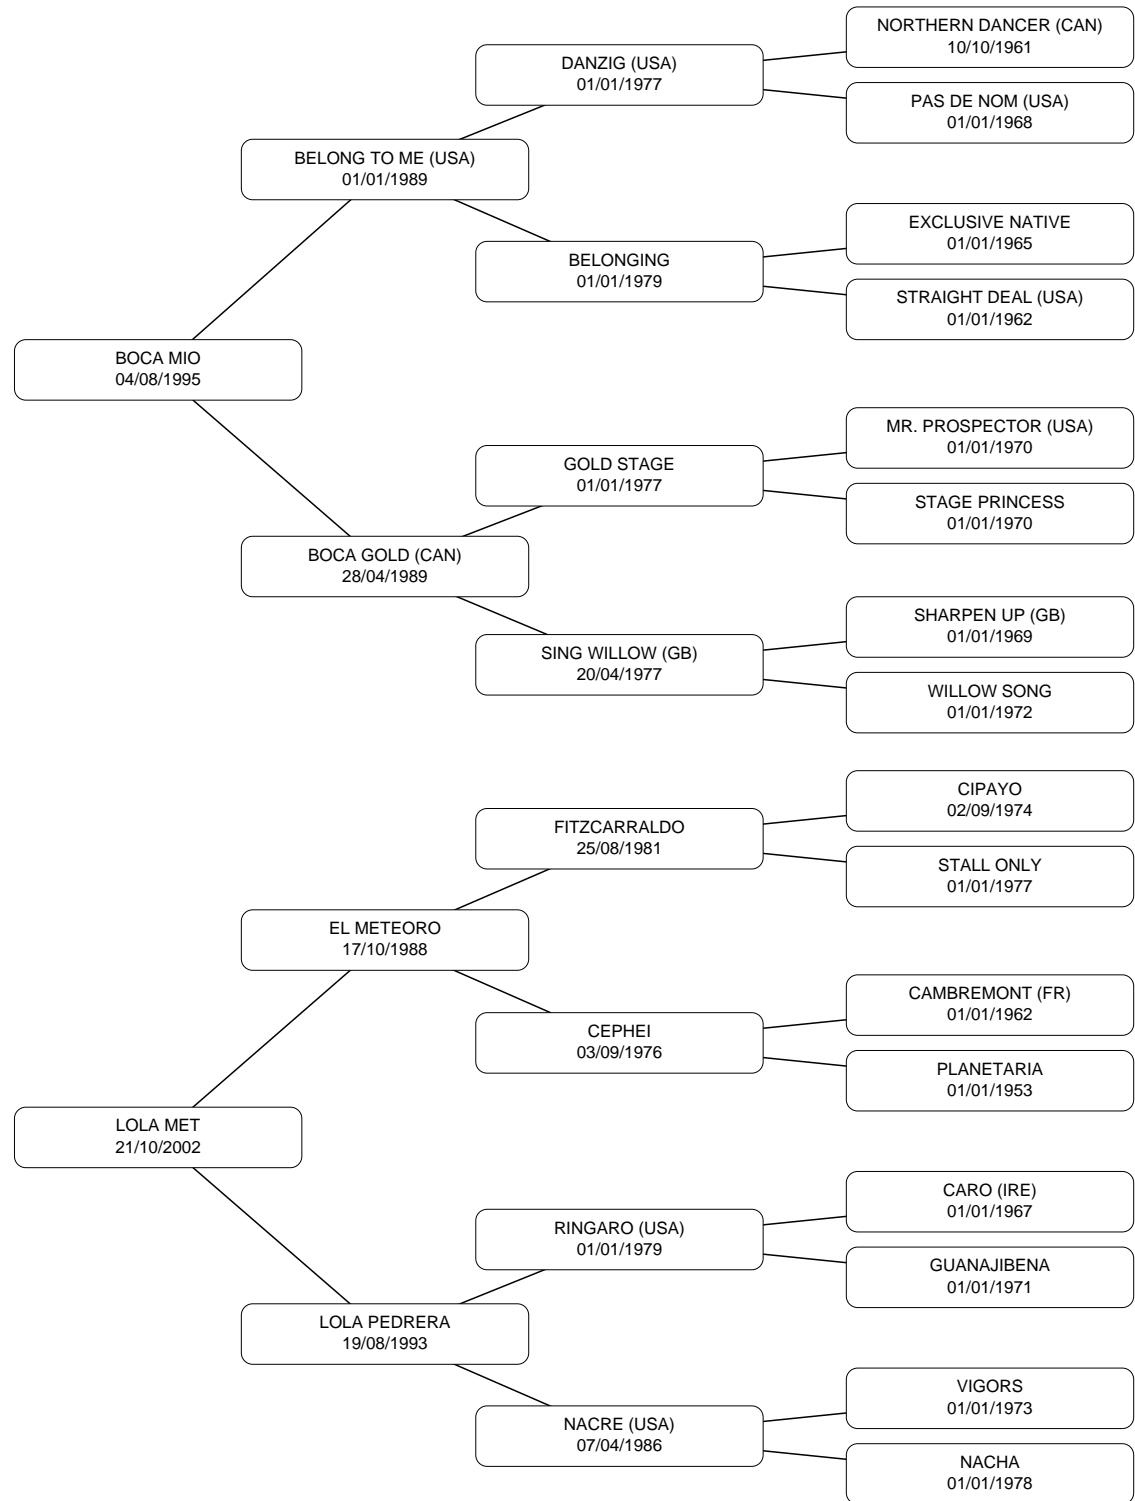 NORTHERN DANCER (CAN)
10/10/1961
DANZIG (USA)
01/01/1977
PAS DE NOM (USA)
01/01/1968
BELONG TO ME (USA)
01/01/1989
EXCLUSIVE NATIVE
01/01/1965
BELONGING
01/01/1979
STRAIGHT DEAL (USA)
01/01/1962
BOCA MIO
04/08/1995
MR. PROSPECTOR (USA)
01/01/1970
GOLD STAGE
01/01/1977
STAGE PRINCESS
01/01/1970
BOCA GOLD (CAN)
28/04/1989
SHARPEN UP (GB)
01/01/1969
SING WILLOW (GB)
20/04/1977
WILLOW SONG
01/01/1972
CIPAYO
02/09/1974
FITZCARRALDO
25/08/1981
STALL ONLY
01/01/1977
EL METEORO
17/10/1988
CAMBREMONT (FR)
01/01/1962
CEPHEI
03/09/1976
PLANETARIA
01/01/1953
LOLA MET
21/10/2002
CARO (IRE)
01/01/1967
RINGARO (USA)
01/01/1979
GUANAJIBENA
01/01/1971
LOLA PEDRERA
19/08/1993
VIGORS
01/01/1973
NACRE (USA)
07/04/1986
NACHA
01/01/1978